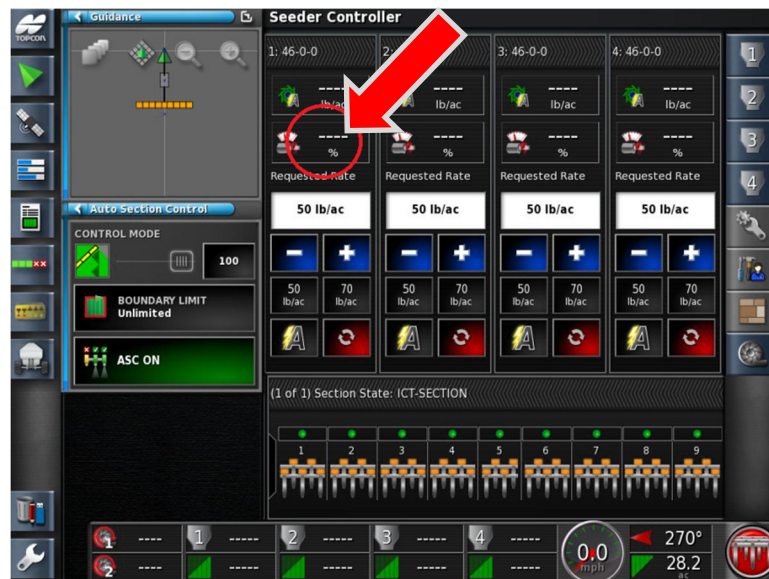 TOPCON
Guidance
Seeder Controller
1: 46-0-0
2:
3: 46-0-0
4: 46-0-0
----
lb/ac
----
lb/ac
----
lb/ac
----
lb/ac
----
%
----
%
----
%
----
%
Requested Rate
Requested Rate
Requested Rate
Requested Rate
50 lb/ac
50 lb/ac
50 lb/ac
50 lb/ac
50
lb/ac
70
lb/ac
50
lb/ac
70
lb/ac
50
lb/ac
70
lb/ac
50
lb/ac
70
lb/ac
A
A
A
A
Auto Section Control
CONTROL MODE
100
BOUNDARY LIMIT
Unlimited
ASC ON
(1 of 1) Section State: ICT-SECTION
1 2 3 4 5 6 7 8 9
1
2
3
4
1 ---- 1 ----- 2 ----- 3 ----- 4 -----
2 ---- ----- ----- ----- -----
0.0
mph
270°
28.2
ac